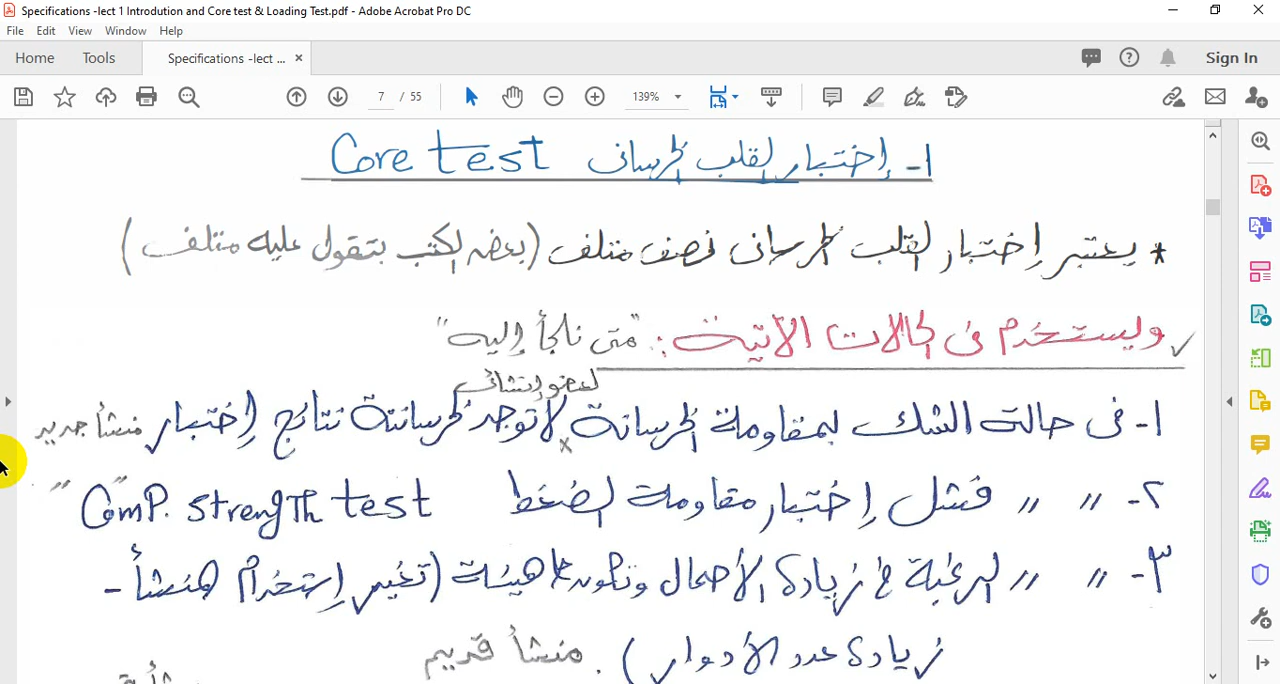 Specifications -lect 1 Introdution and Core test & Loading Test.pdf - Adobe Acrobat Pro DC
File Edit View Window Help
Home Tools Specifications -lect ... × Sign In
7 / 55 139%
١- إختبار القلب الخرسانى Core test
* يعتبر إختبار القلب الخرسانى نصف متلف (بعض الكتب بتقول عليه متلف)
ويستخدم فى الحالات الآتية: "متى نلجأ إليه"
لعضو إنشائى
١- فى حالة الشك بمقاومة الخرسانة لا توجد نتائج إختبار منشأ جديد
٢- " " فشل إختبار مقاومة الضغط Comp. strength test " "
٣- " " الرغبة فى زيادة الأحمال (تغير إستخدام المنشأ -
زيادة عدد الأدوار). منشأ قديم